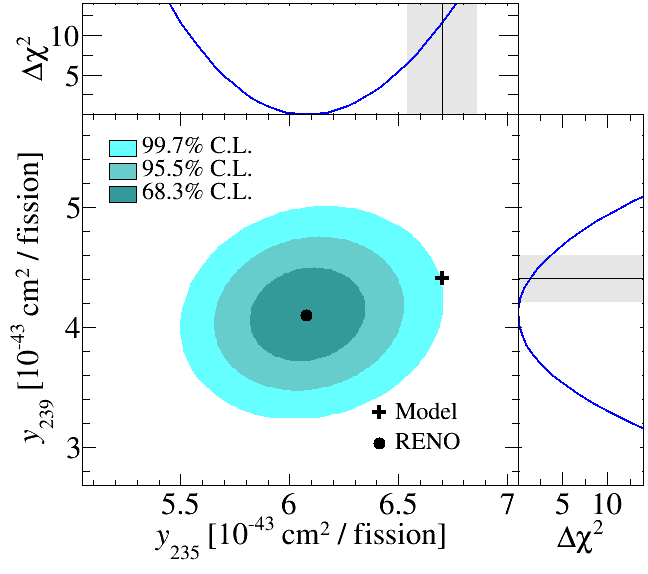 Δχ²
10
5
99.7% C.L.
95.5% C.L.
68.3% C.L.
y₂₃₉ [10⁻⁴³ cm² / fission]
5
4
3
Model
RENO
5.5 6 6.5 7
y₂₃₅ [10⁻⁴³ cm² / fission]
5 10
Δχ²